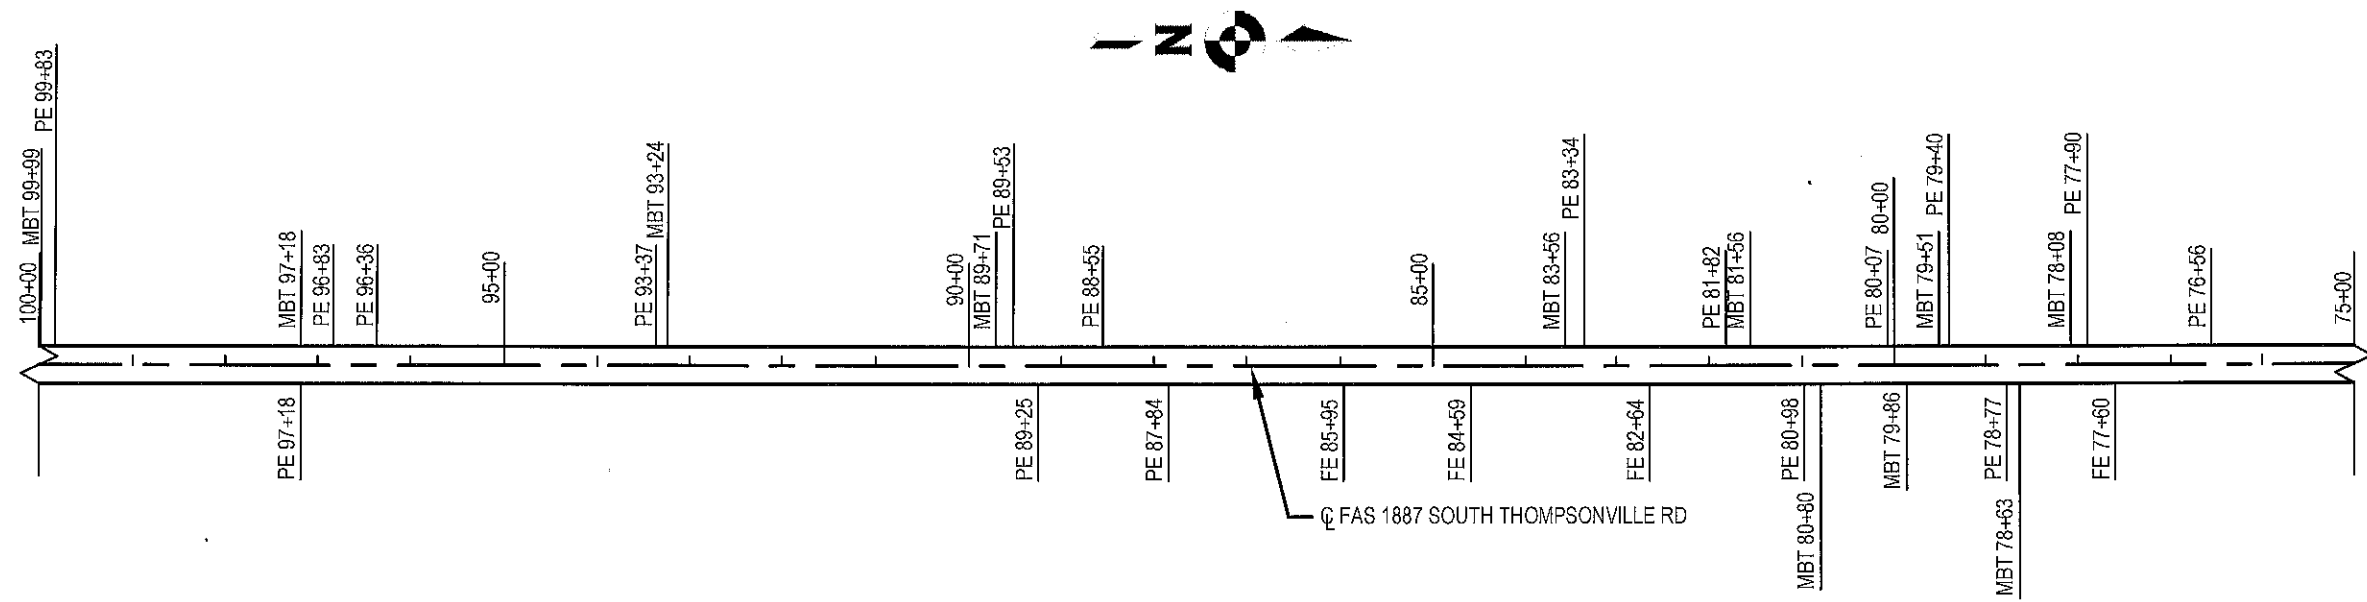 N
100+00
MBT 99+99
PE 99+83
MBT 97+18
PE 96+83
PE 96+36
95+00
PE 93+37
MBT 93+24
90+00
MBT 89+71
PE 89+53
PE 88+55
85+00
MBT 83+56
PE 83+34
PE 81+82
MBT 81+56
PE 80+07
80+00
MBT 79+51
PE 79+40
MBT 78+08
PE 77+90
PE 76+56
75+00
PE 97+18
PE 89+25
PE 87+84
FE 85+95
FE 84+59
FE 82+64
PE 80+98
MBT 80+80
MBT 79+86
PE 78+77
MBT 78+63
FE 77+60
℄ FAS 1887 SOUTH THOMPSONVILLE RD